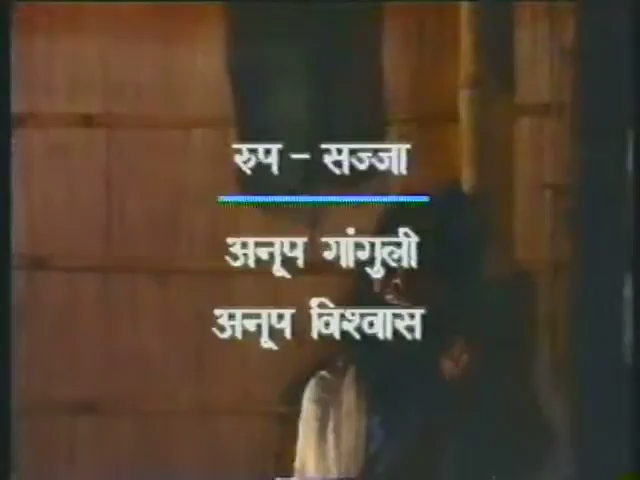 रुप - सज्जा
अनूप गांगुली
अनूप विश्वास